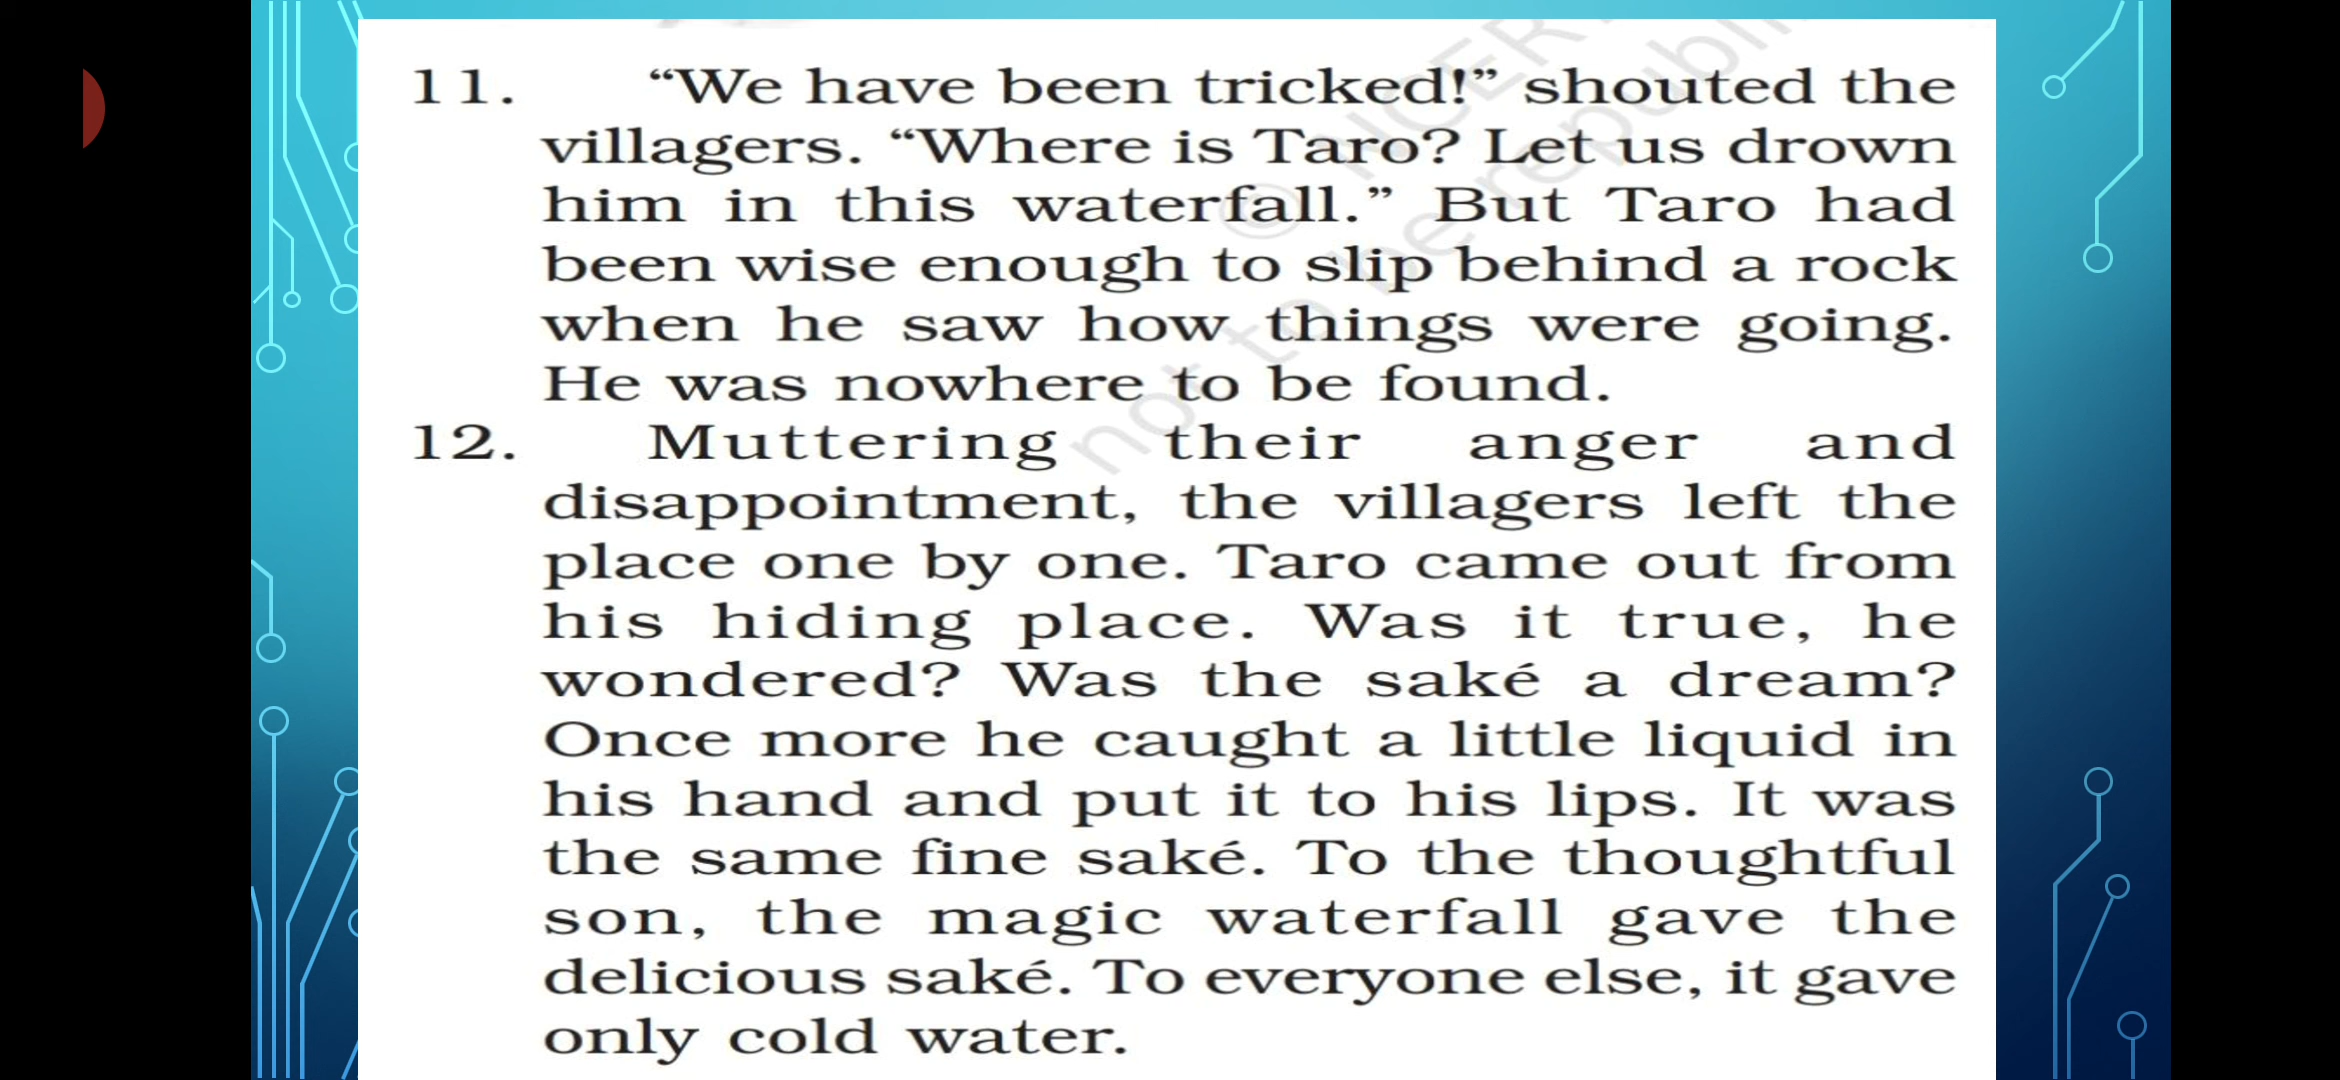 11. “We have been tricked!” shouted the
villagers. “Where is Taro? Let us drown
him in this waterfall.” But Taro had
been wise enough to slip behind a rock
when he saw how things were going.
He was nowhere to be found.
12. Muttering their anger and
disappointment, the villagers left the
place one by one. Taro came out from
his hiding place. Was it true, he
wondered? Was the saké a dream?
Once more he caught a little liquid in
his hand and put it to his lips. It was
the same fine saké. To the thoughtful
son, the magic waterfall gave the
delicious saké. To everyone else, it gave
only cold water.
© NCER
not to be republi